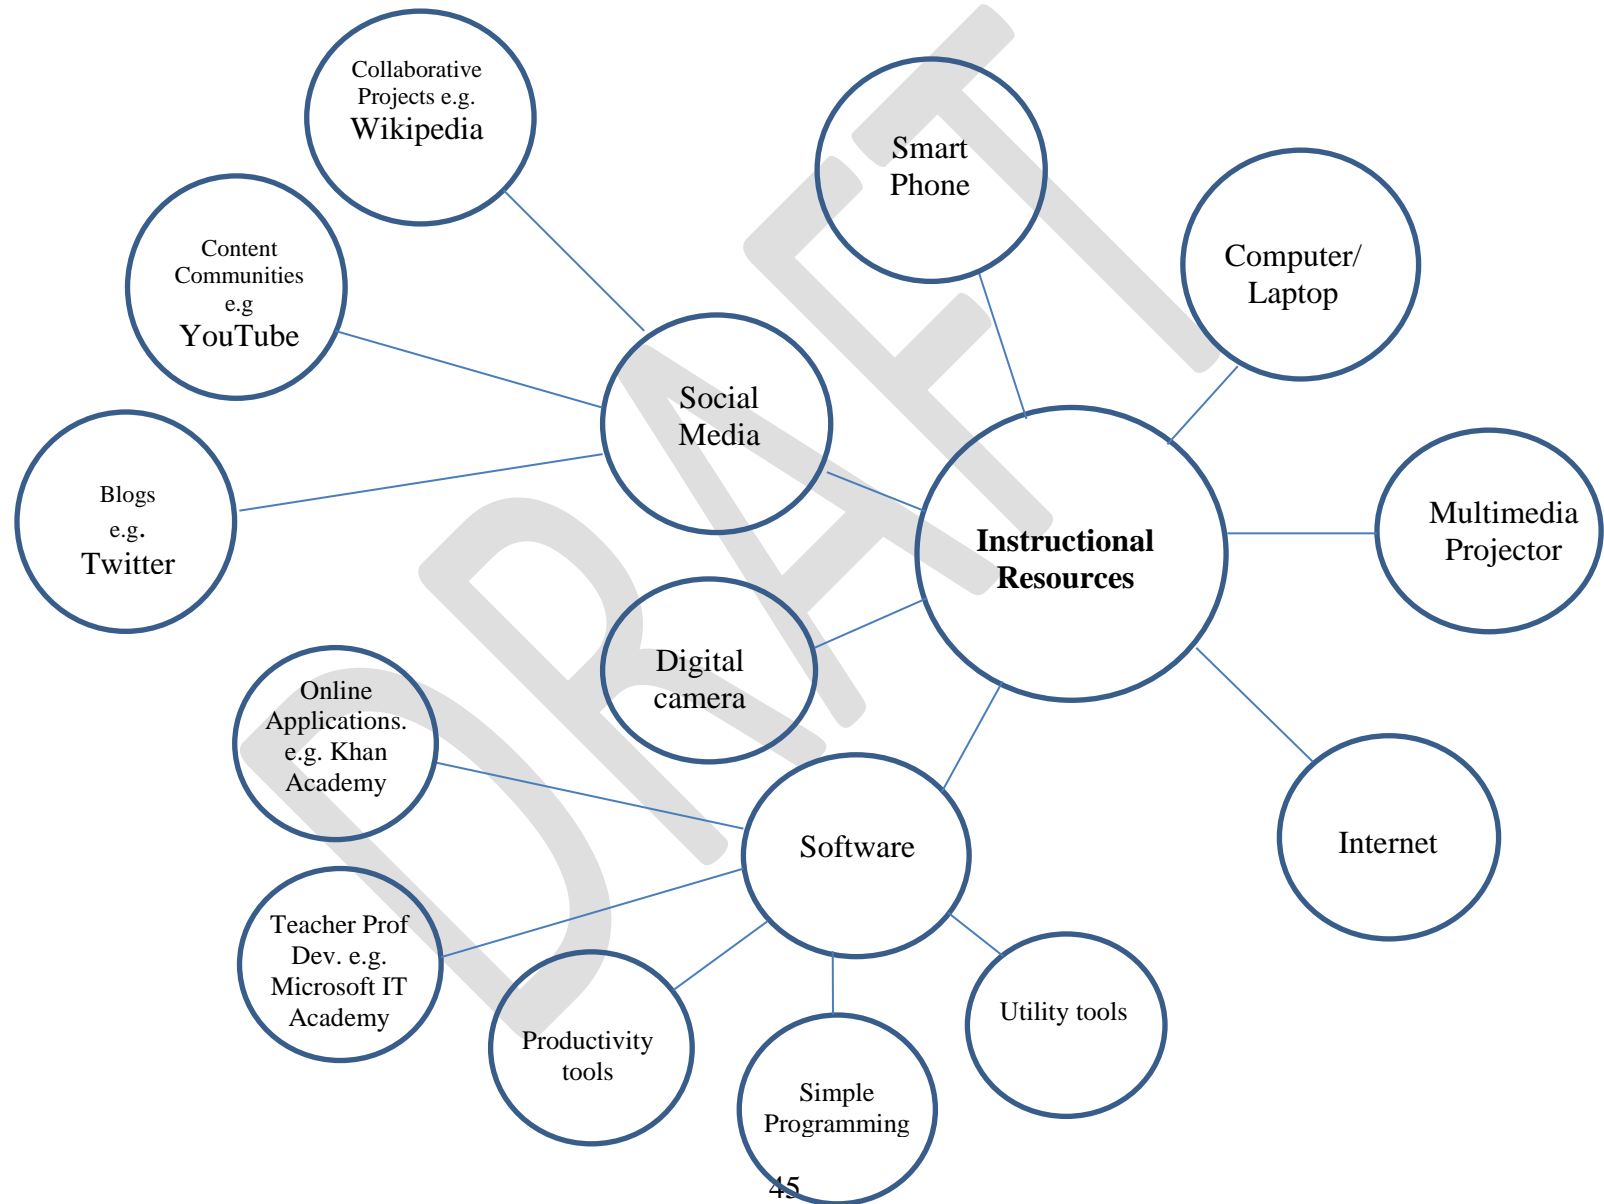 Collaborative
Projects e.g.
Wikipedia
Smart
Phone
Content
Communities
e.g
YouTube
Computer/
Laptop
Social
Media
Blogs
e.g.
Twitter
Instructional
Resources
Multimedia
Projector
Digital
camera
Online
Applications.
e.g. Khan
Academy
Software
Internet
Teacher Prof
Dev. e.g.
Microsoft IT
Academy
Productivity
tools
Simple
Programming
Utility tools
45
DRAFT